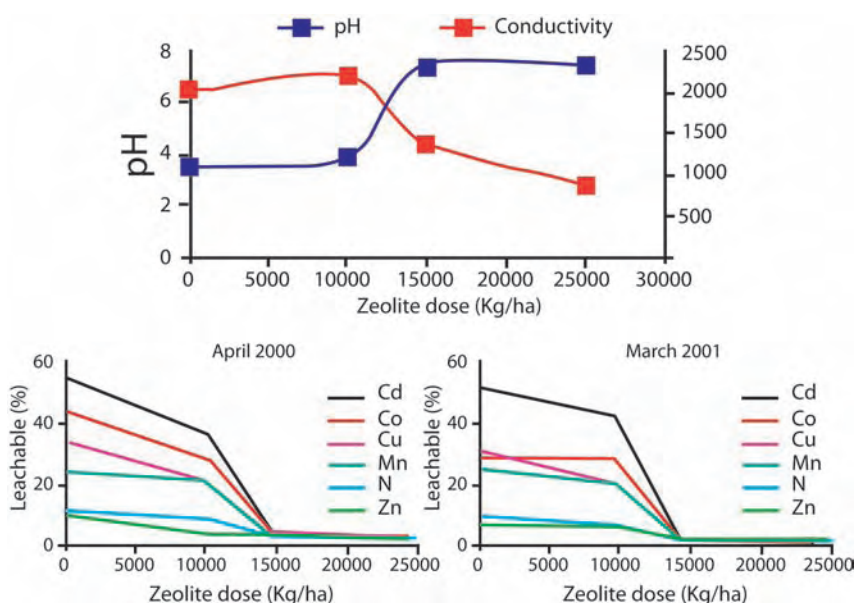 pH Conductivity
8
6
4
2
0
pH
2500
2000
1500
1000
500
0 5000 10000 15000 20000 25000 30000
Zeolite dose (Kg/ha)
April 2000
60
40
20
0
Leachable (%)
Cd
Co
Cu
Mn
N
Zn
0 5000 10000 15000 20000 25000
Zeolite dose (Kg/ha)
March 2001
60
40
20
0
Leachable (%)
Cd
Co
Cu
Mn
N
Zn
0 5000 10000 15000 20000 25000
Zeolite dose (Kg/ha)